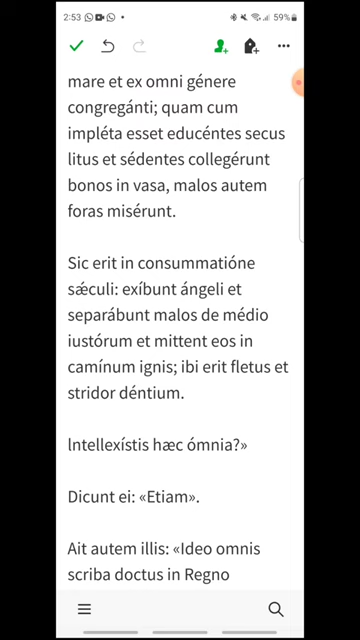 2:53
59%
mare et ex omni génere
congregánti; quam cum
impléta esset educéntes secus
litus et sédentes collegérunt
bonos in vasa, malos autem
foras misérunt.
Sic erit in consummatióne
sǽculi: exíbunt ángeli et
separábunt malos de médio
iustórum et mittent eos in
camínum ignis; ibi erit fletus et
stridor déntium.
Intellexístis hæc ómnia?»
Dicunt ei: «Etiam».
Ait autem illis: «Ideo omnis
scriba doctus in Regno